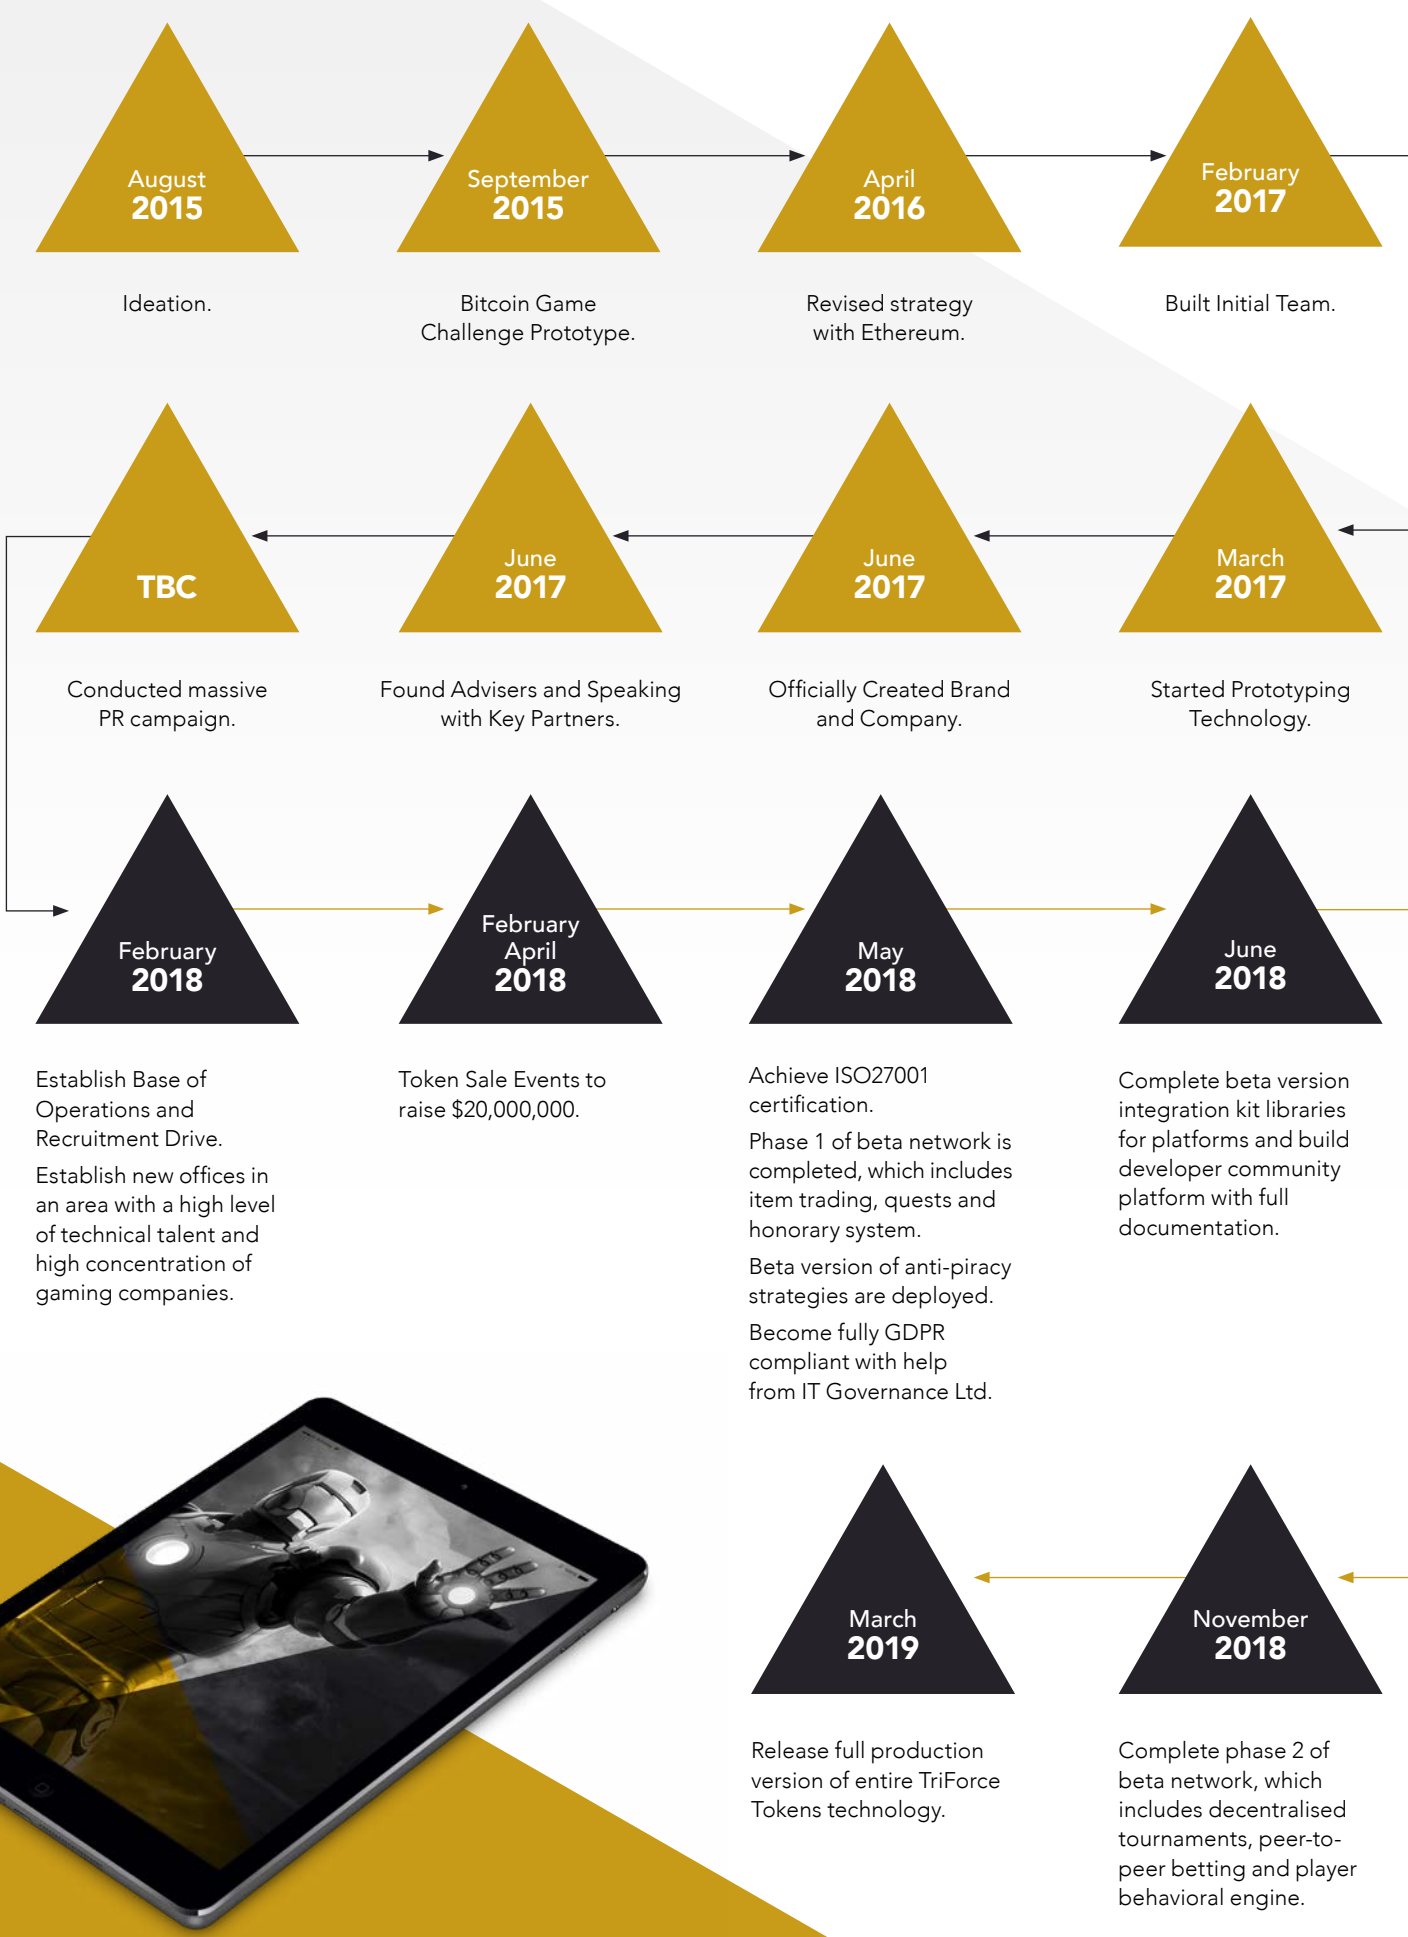 August
2015
Ideation.
September
2015
Bitcoin Game
Challenge Prototype.
April
2016
Revised strategy
with Ethereum.
February
2017
Built Initial Team.
March
2017
Started Prototyping
Technology.
June
2017
Officially Created Brand
and Company.
June
2017
Found Advisers and Speaking
with Key Partners.
TBC
Conducted massive
PR campaign.
February
2018
Establish Base of
Operations and
Recruitment Drive.
Establish new offices in
an area with a high level
of technical talent and
high concentration of
gaming companies.
February
April
2018
Token Sale Events to
raise $20,000,000.
May
2018
Achieve ISO27001
certification.
Phase 1 of beta network is
completed, which includes
item trading, quests and
honorary system.
Beta version of anti-piracy
strategies are deployed.
Become fully GDPR
compliant with help
from IT Governance Ltd.
June
2018
Complete beta version
integration kit libraries
for platforms and build
developer community
platform with full
documentation.
November
2018
Complete phase 2 of
beta network, which
includes decentralised
tournaments, peer-to-
peer betting and player
behavioral engine.
March
2019
Release full production
version of entire TriForce
Tokens technology.